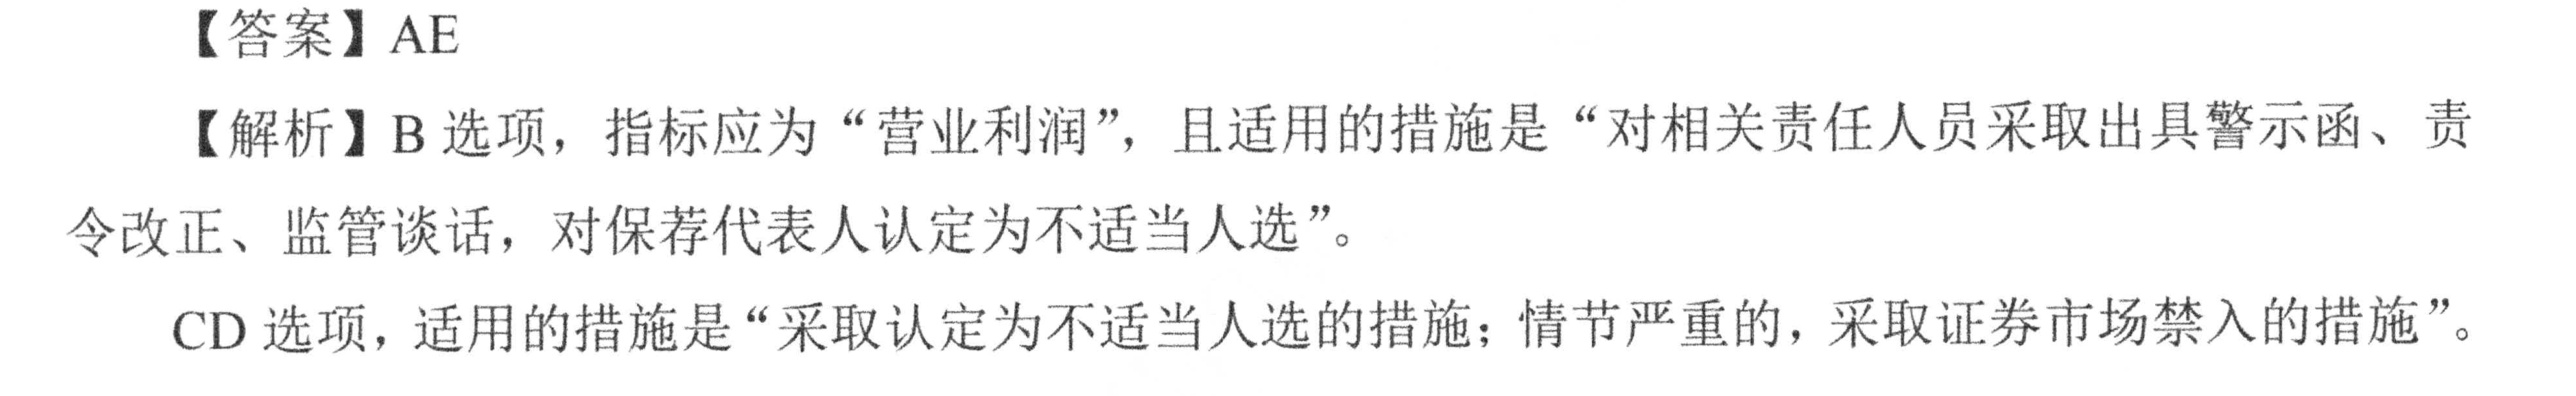 【答案】AE
【解析】B 选项，指标应为“营业利润”，且适用的措施是“对相关责任人员采取出具警示函、责
令改正、监管谈话，对保荐代表人认定为不适当人选”。
CD 选项，适用的措施是“采取认定为不适当人选的措施；情节严重的，采取证券市场禁入的措施”。